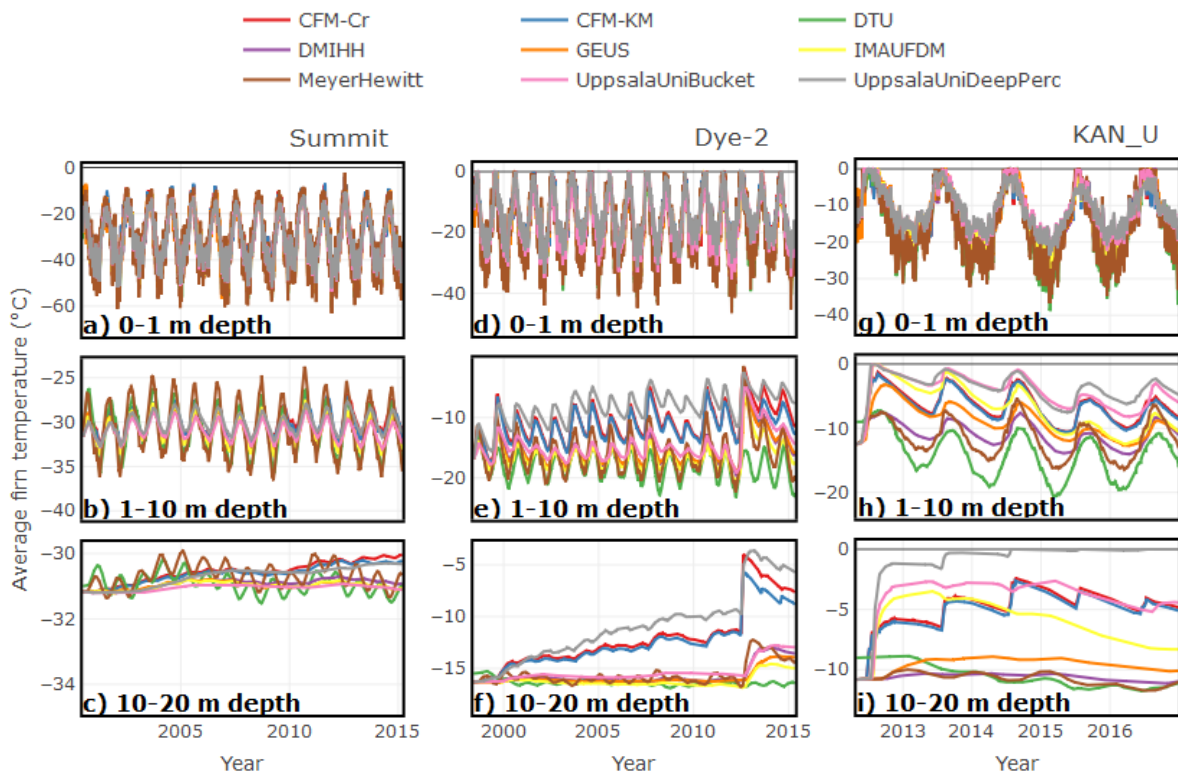 CFM-Cr CFM-KM DTU
DMIHH GEUS IMAUFDM
MeyerHewitt UppsalaUniBucket UppsalaUniDeepPerc
Summit Dye-2 KAN_U
Average firn temperature (°C)
0
−20
−40
−60
a) 0-1 m depth
0
−20
−40
d) 0-1 m depth
0
−10
−20
−30
−40
g) 0-1 m depth
−25
−30
−35
−40
b) 1-10 m depth
−10
−20
e) 1-10 m depth
0
−10
−20
h) 1-10 m depth
−30
−32
−34
c) 10-20 m depth
−5
−10
−15
f) 10-20 m depth
0
−5
−10
i) 10-20 m depth
2005 2010 2015
2000 2005 2010 2015
2013 2014 2015 2016
Year Year Year